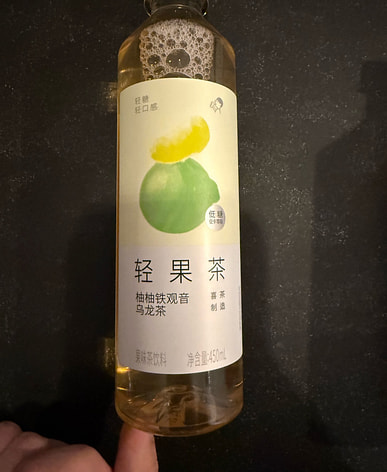 轻糖
轻口感
低糖
轻果茶
柚柚铁观音
乌龙茶
喜茶
制造
果味茶饮料
净含量:450mL